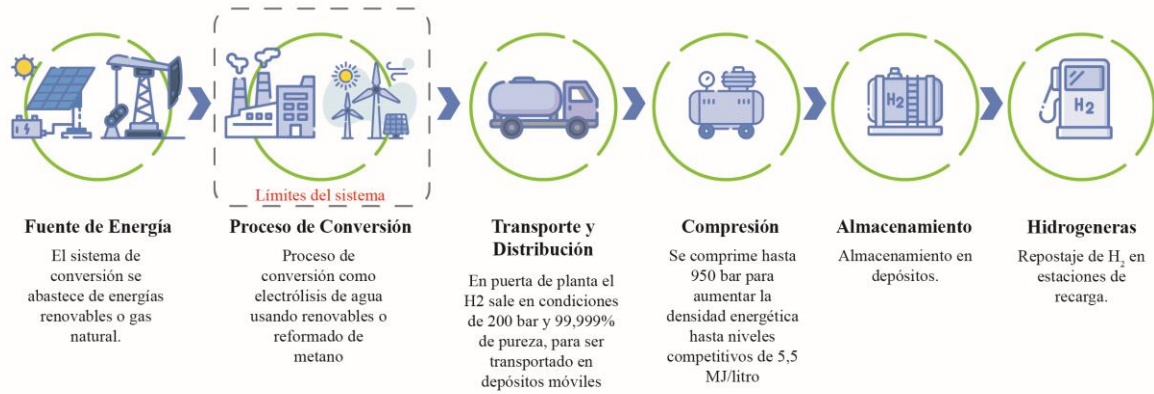 H2
H2
Límites del sistema
Fuente de Energía
El sistema de
conversión se
abastece de energías
renovables o gas
natural.
Proceso de Conversión
Proceso de
conversión como
electrólisis de agua
usando renovables o
reformado de
metano
Transporte y
Distribución
En puerta de planta el
H2 sale en condiciones
de 200 bar y 99,999%
de pureza, para ser
transportado en
depósitos móviles
Compresión
Se comprime hasta
950 bar para
aumentar la
densidad energética
hasta niveles
competitivos de 5,5
MJ/litro
Almacenamiento
Almacenamiento en
depósitos.
Hidrogeneras
Repostaje de H₂ en
estaciones de
recarga.